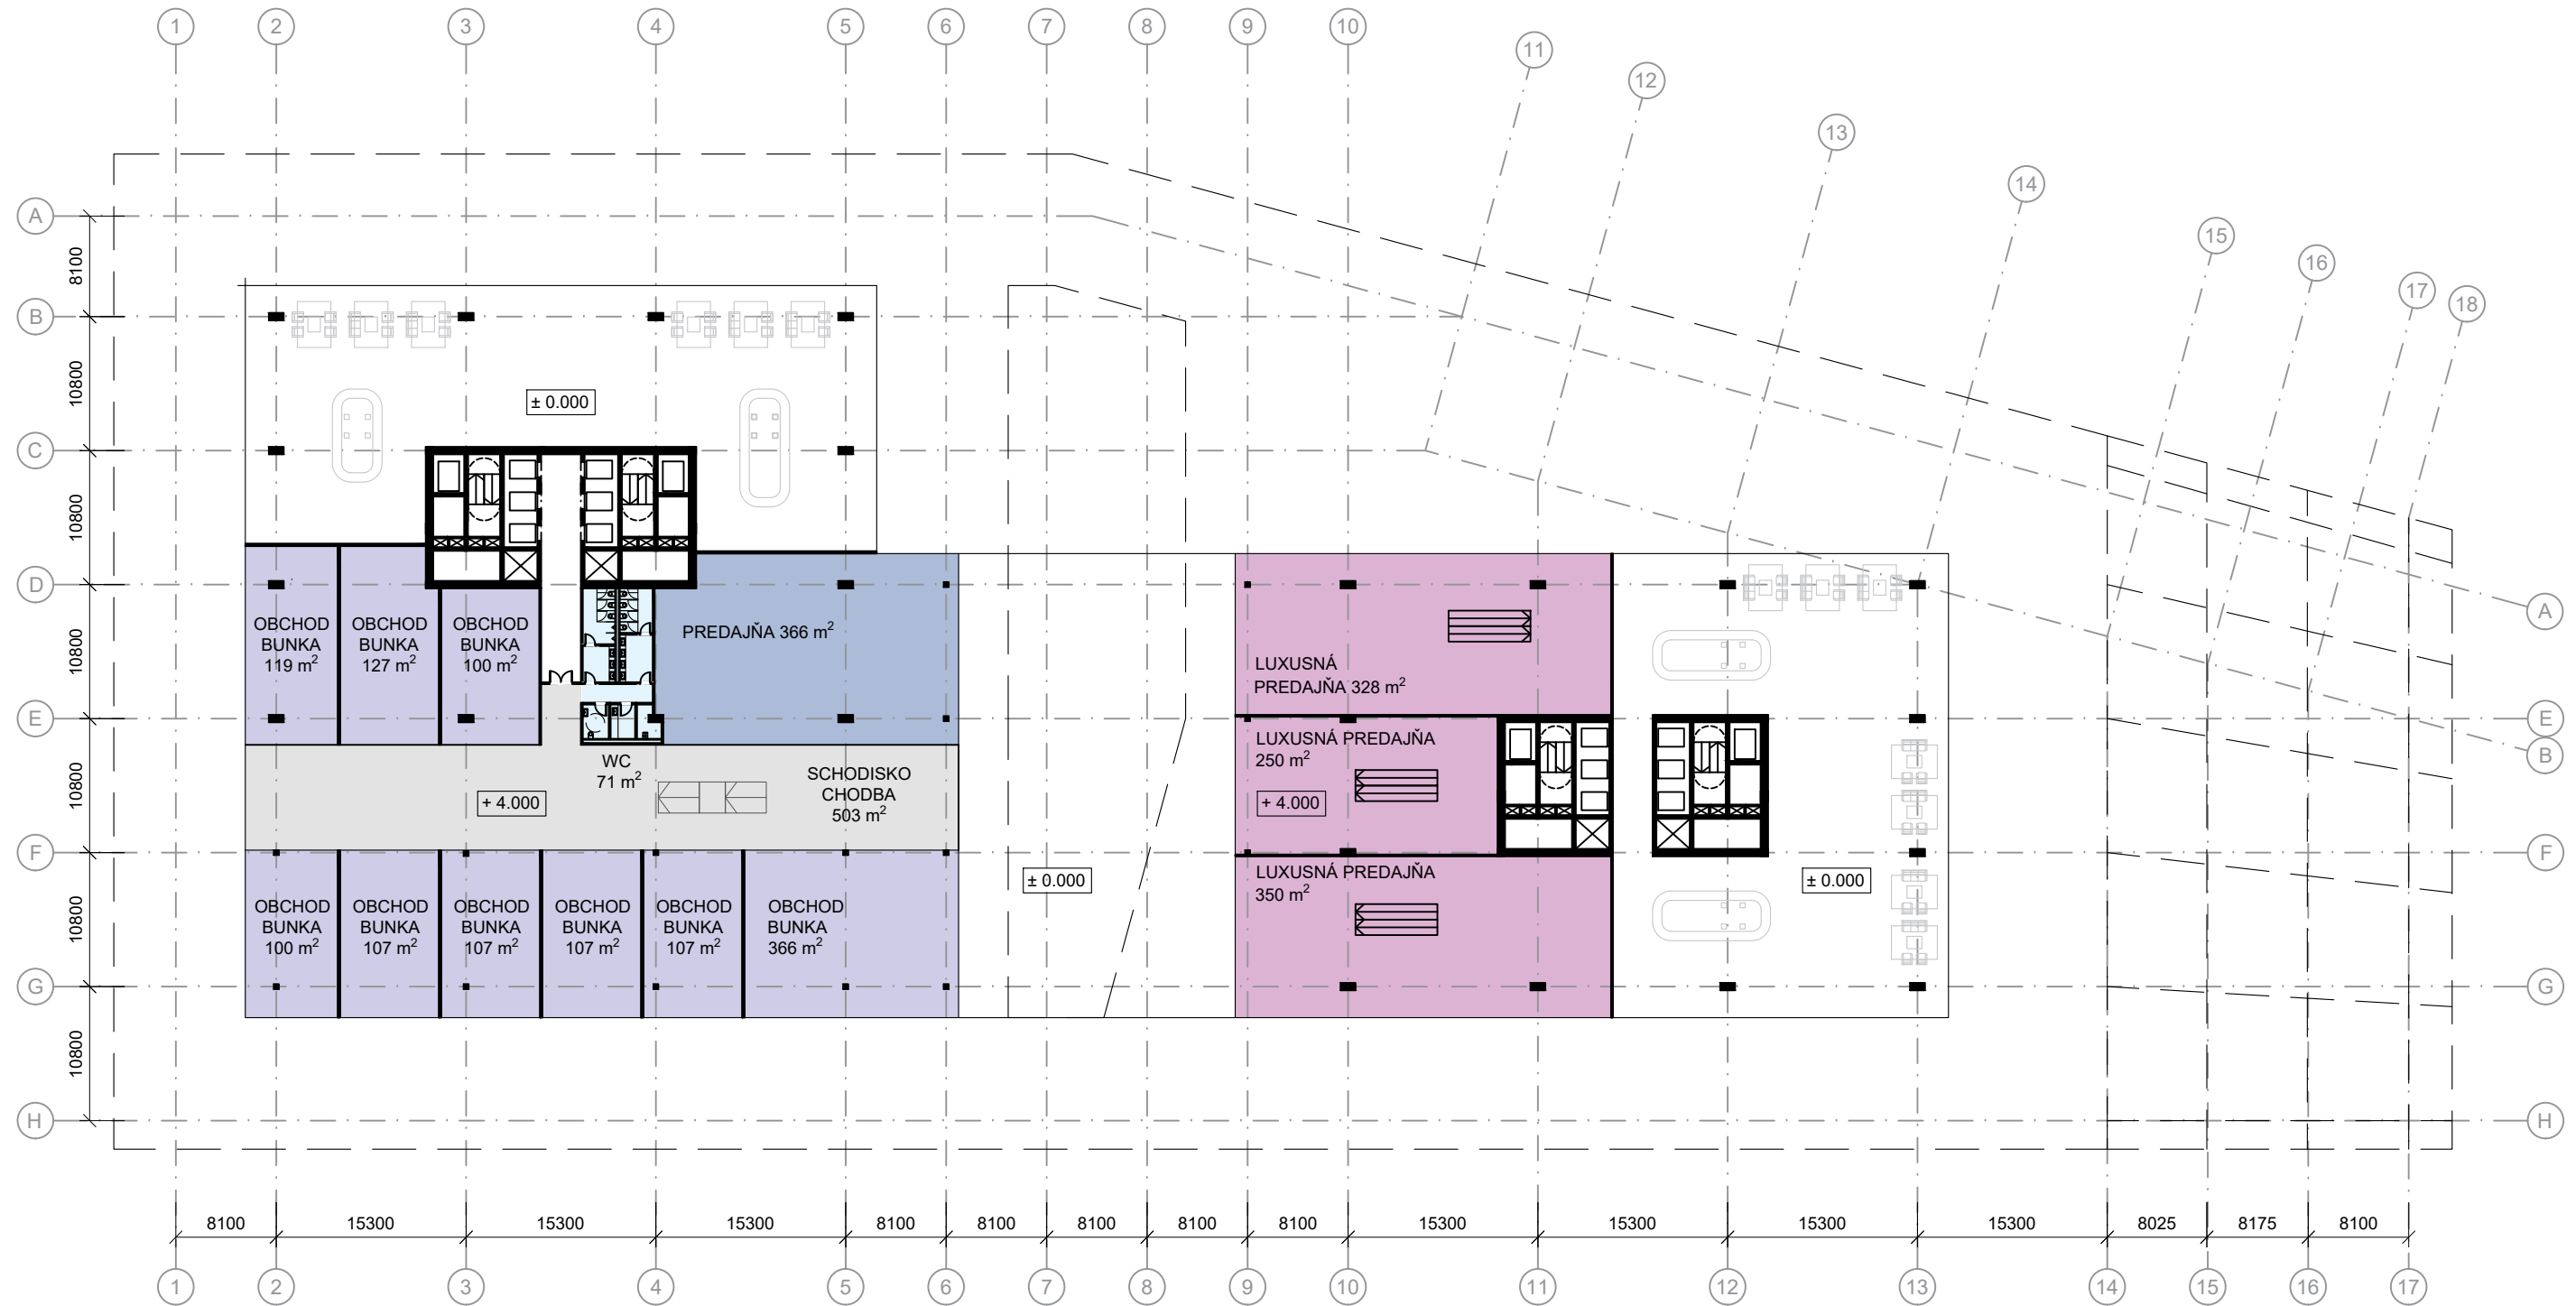 1 2 3 4 5 6 7 8 9 10 11 12 13 14 15 16 17 18
A
8100
B
10800
± 0.000
C
10800
D
10800
OBCHOD
BUNKA
119 m²
OBCHOD
BUNKA
127 m²
OBCHOD
BUNKA
100 m²
PREDAJŇA 366 m²
LUXUSNÁ
PREDAJŇA 328 m²
A
E
E
B
10800
WC
71 m²
+ 4.000
SCHODISKO
CHODBA
503 m²
LUXUSNÁ PREDAJŇA
250 m²
+ 4.000
F
F
10800
OBCHOD
BUNKA
100 m²
OBCHOD
BUNKA
107 m²
OBCHOD
BUNKA
107 m²
OBCHOD
BUNKA
107 m²
OBCHOD
BUNKA
107 m²
OBCHOD
BUNKA
366 m²
± 0.000
LUXUSNÁ PREDAJŇA
350 m²
± 0.000
G
G
10800
H
H
8100 15300 15300 15300 8100 8100 8100 8100 8100 15300 15300 15300 15300 8025 8175 8100
1 2 3 4 5 6 7 8 9 10 11 12 13 14 15 16 17